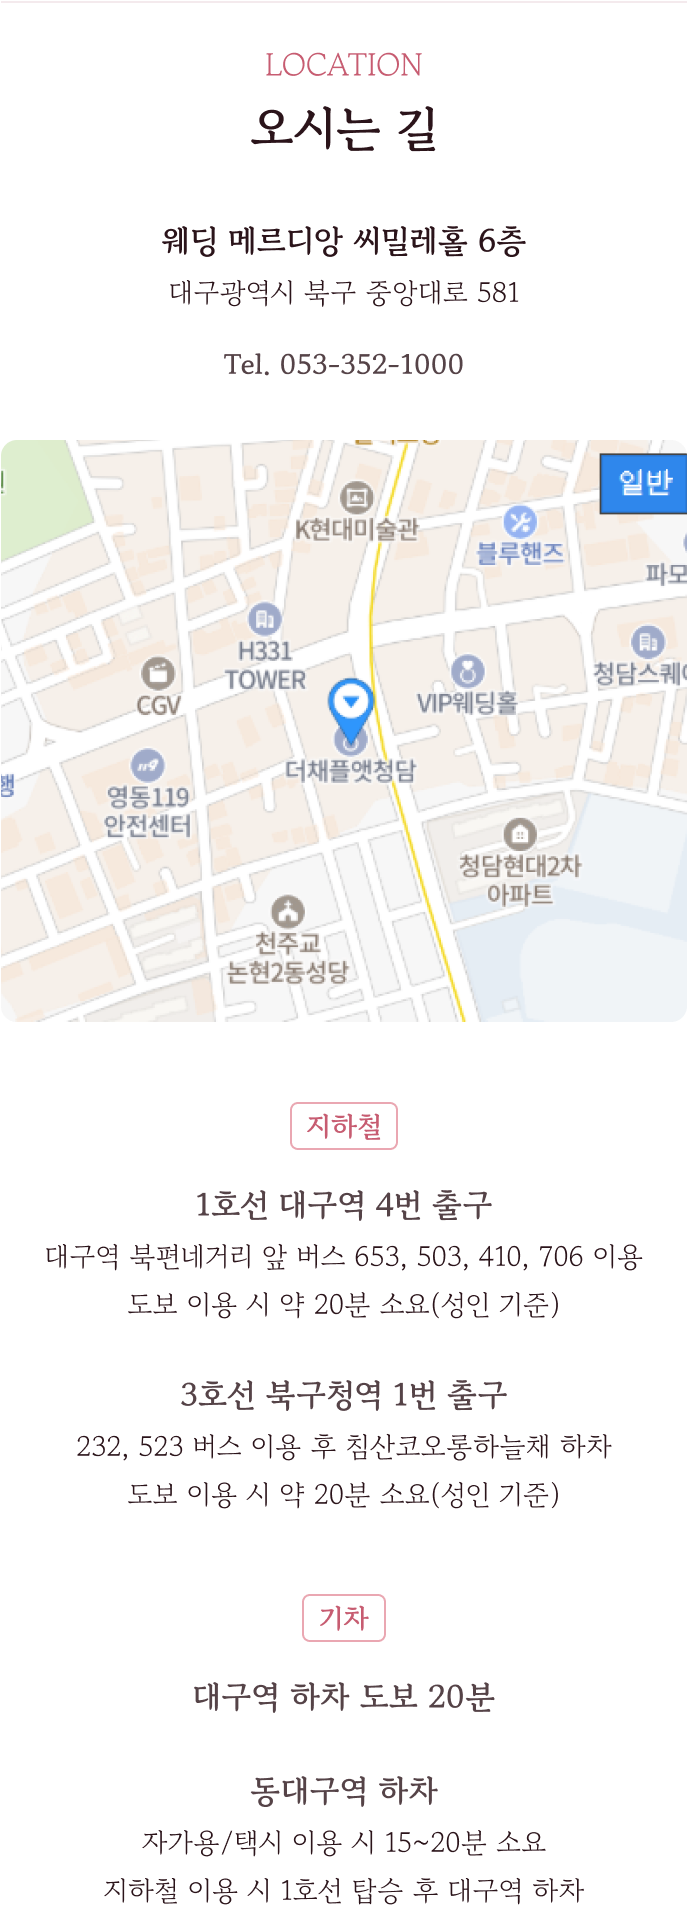 LOCATION
오시는 길
웨딩 메르디앙 씨밀레홀 6층
대구광역시 북구 중앙대로 581
Tel. 053-352-1000
일반
K현대미술관
블루핸즈
파모
H331
TOWER
청담스퀘어
CGV
VIP웨딩홀
더채플앳청담
행
영동119
안전센터
청담현대2차
아파트
천주교
논현2동성당
지하철
1호선 대구역 4번 출구
대구역 북편네거리 앞 버스 653, 503, 410, 706 이용
도보 이용 시 약 20분 소요(성인 기준)
3호선 북구청역 1번 출구
232, 523 버스 이용 후 침산코오롱하늘채 하차
도보 이용 시 약 20분 소요(성인 기준)
기차
대구역 하차 도보 20분
동대구역 하차
자가용/택시 이용 시 15~20분 소요
지하철 이용 시 1호선 탑승 후 대구역 하차